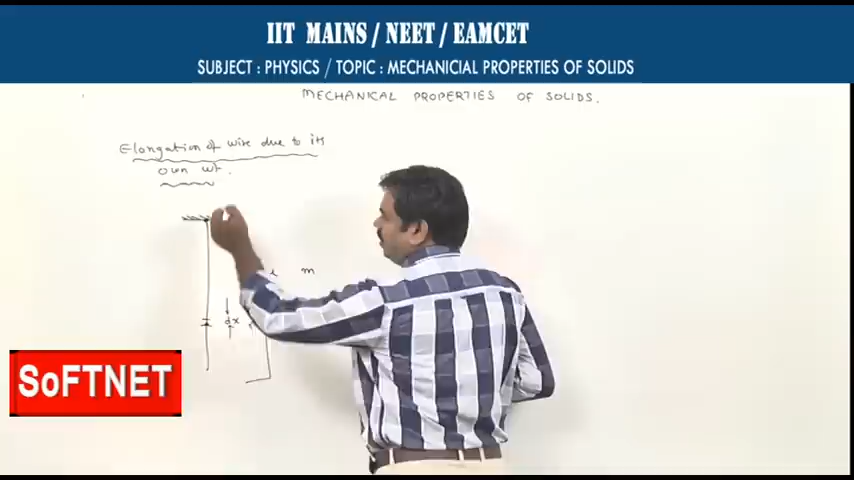 IIT MAINS / NEET / EAMCET
SUBJECT : PHYSICS / TOPIC : MECHANICIAL PROPERTIES OF SOLIDS
MECHANICAL PROPERTIES OF SOLIDS.
Elongation of wire due to its
own wt.
l m
dx
SoFTNET